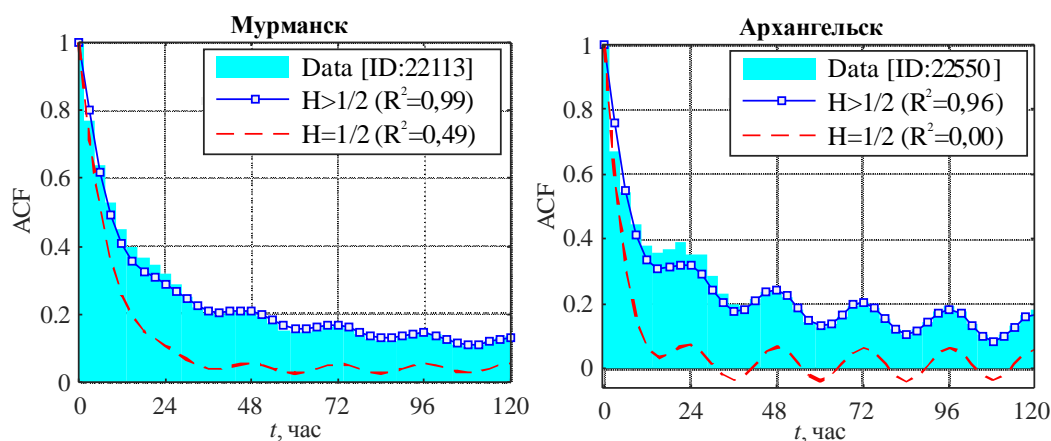 Мурманск
Data [ID:22113]
H>1/2 (R²=0,99)
H=1/2 (R²=0,49)
ACF
1
0.8
0.6
0.4
0.2
0
0 24 48 72 96 120
t, час
Архангельск
Data [ID:22550]
H>1/2 (R²=0,96)
H=1/2 (R²=0,00)
ACF
1
0.8
0.6
0.4
0.2
0
0 24 48 72 96 120
t, час